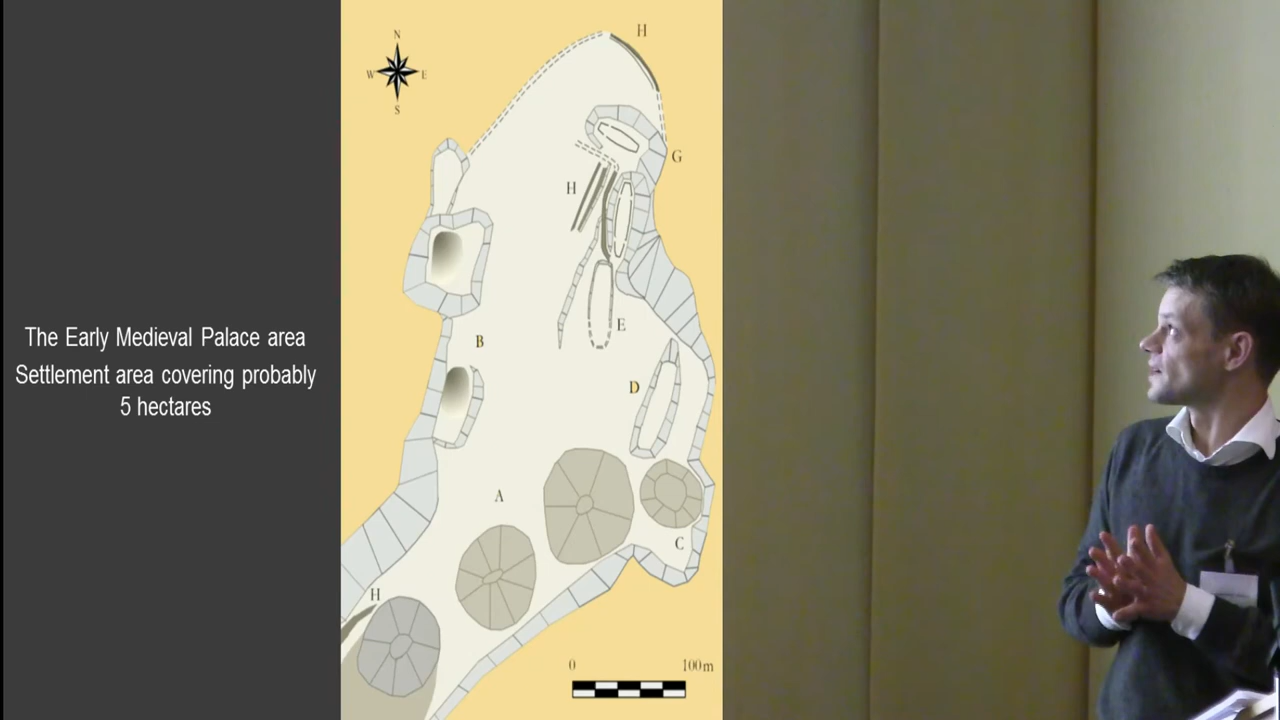 The Early Medieval Palace area
Settlement area covering probably
5 hectares
N
W E
S
H
G
H
E
B
D
A
C
H
0 100m